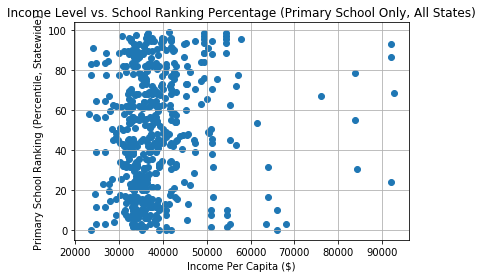 Income Level vs. School Ranking Percentage (Primary School Only, All States)
Primary School Ranking (Percentile, Statewide)
100
80
60
40
20
0
20000 30000 40000 50000 60000 70000 80000 90000
Income Per Capita ($)